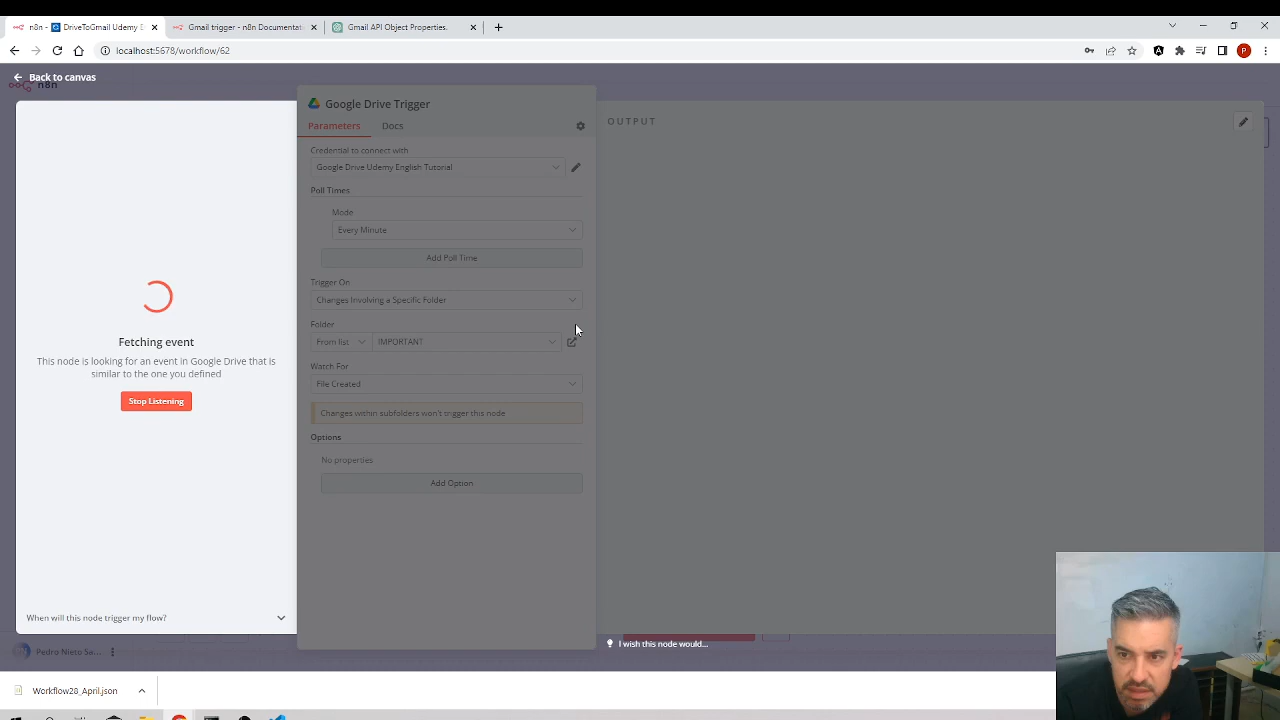 n8n - DriveToGmail Udemy E
Gmail trigger - n8n Documentat
Gmail API Object Properties.
localhost:5678/workflow/62
P
Back to canvas
n8n
Google Drive Trigger
Parameters
Docs
Credential to connect with
Google Drive Udemy English Tutorial
Poll Times
Mode
Every Minute
Add Poll Time
Trigger On
Changes Involving a Specific Folder
Folder
From list
IMPORTANT
Watch For
File Created
Changes within subfolders won't trigger this node
Options
No properties
Add Option
OUTPUT
Fetching event
This node is looking for an event in Google Drive that is
similar to the one you defined
Stop Listening
When will this node trigger my flow?
I wish this node would...
Pedro Nieto Sa...
Workflow28_April.json